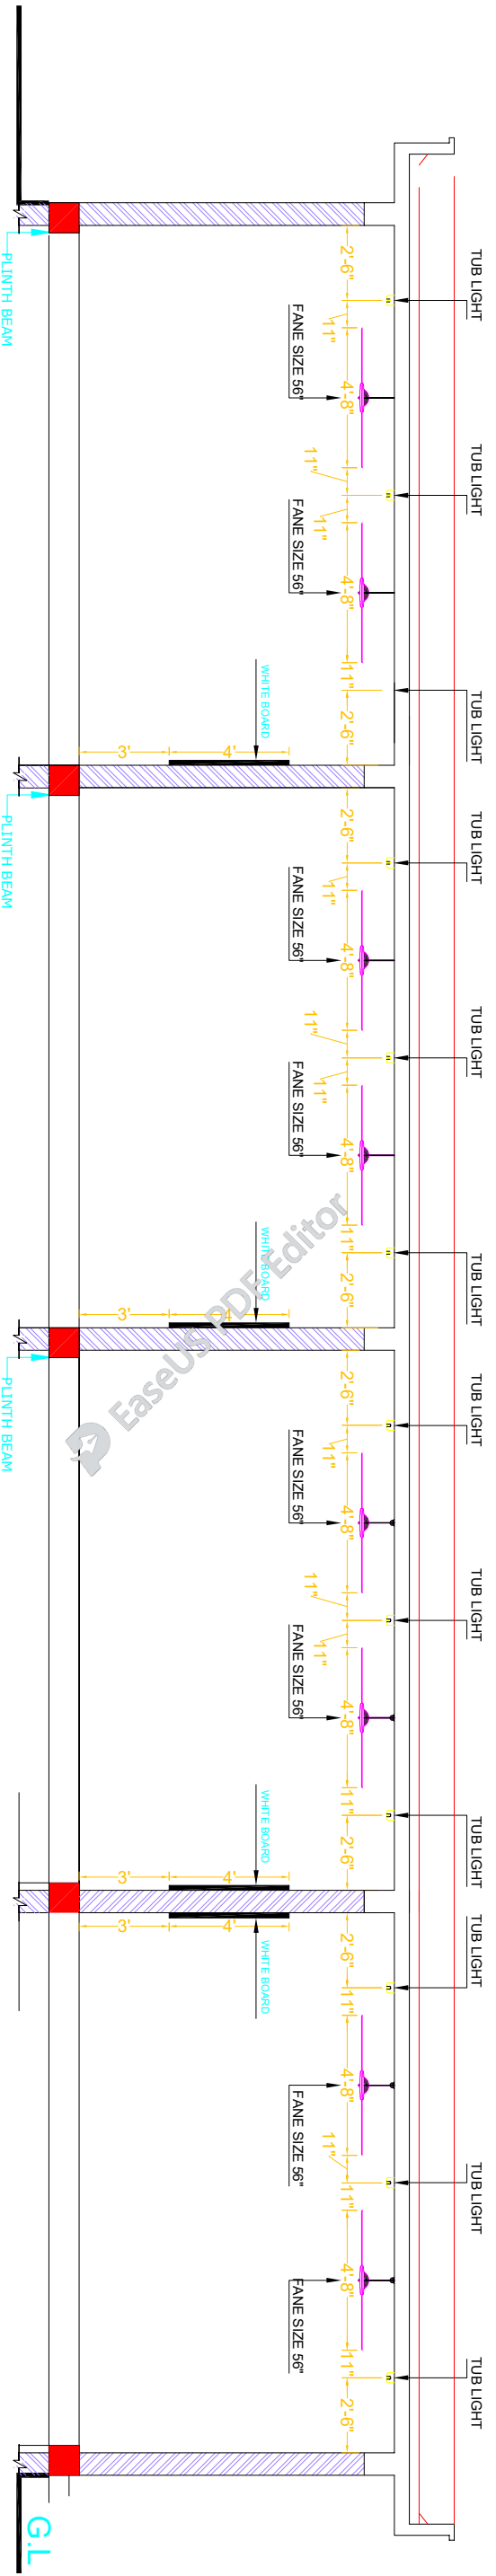 TUB LIGHT
TUB LIGHT
TUB LIGHT
TUB LIGHT
TUB LIGHT
TUB LIGHT
TUB LIGHT
TUB LIGHT
TUB LIGHT
TUB LIGHT
TUB LIGHT
TUB LIGHT
2'-6"
11"
4'-8"
11"
11"
4'-8"
11"
2'-6"
2'-6"
11"
4'-8"
11"
11"
4'-8"
11"
2'-6"
2'-6"
11"
4'-8"
11"
11"
4'-8"
11"
2'-6"
2'-6"
11"
4'-8"
11"
11"
4'-8"
11"
2'-6"
FANE SIZE 56"
FANE SIZE 56"
FANE SIZE 56"
FANE SIZE 56"
FANE SIZE 56"
FANE SIZE 56"
FANE SIZE 56"
FANE SIZE 56"
WHITE BOARD
WHITE BOARD
WHITE BOARD
WHITE BOARD
3'
4'
3'
4'
3'
4'
3'
4'
PLINTH BEAM
PLINTH BEAM
PLINTH BEAM
G.L
EaseUS PDF Editor